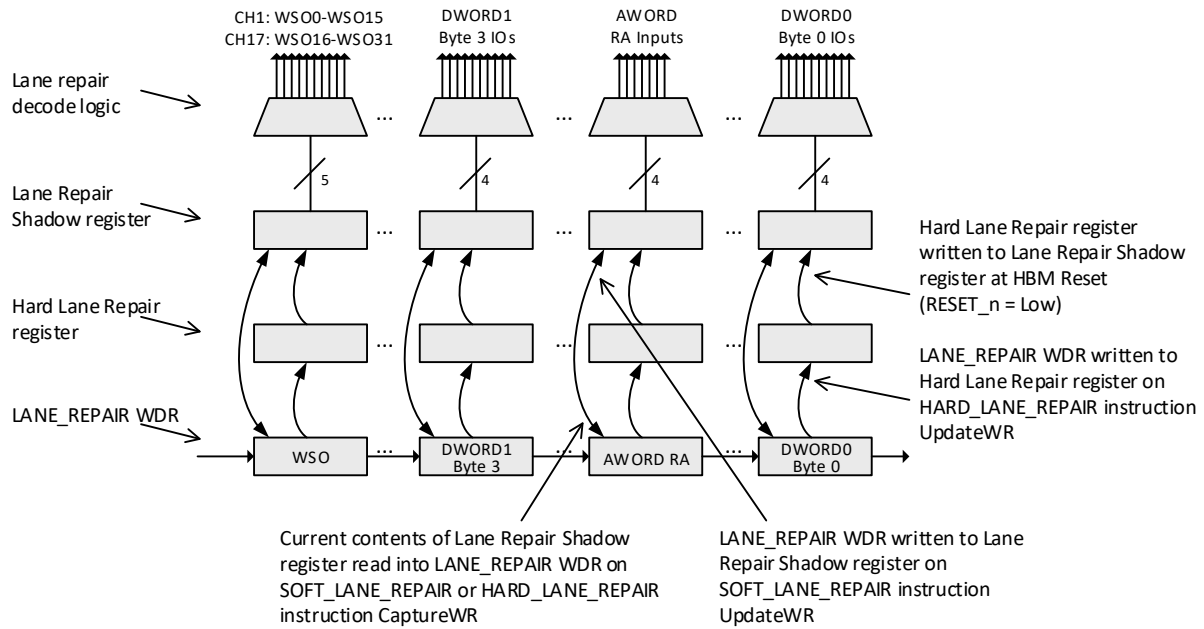 CH1: WSO0-WSO15
CH17: WSO16-WSO31
DWORD1
Byte 3 IOs
AWORD
RA Inputs
DWORD0
Byte 0 IOs
Lane repair
decode logic
... ... ...
5
4
4
4
Lane Repair
Shadow register
... ... ...
Hard Lane Repair register
written to Lane Repair Shadow
register at HBM Reset
(RESET_n = Low)
Hard Lane Repair
register
... ... ...
LANE_REPAIR WDR written to
Hard Lane Repair register on
HARD_LANE_REPAIR instruction
UpdateWR
LANE_REPAIR WDR
WSO
...
DWORD1
Byte 3
...
AWORD RA
...
DWORD0
Byte 0
Current contents of Lane Repair Shadow
register read into LANE_REPAIR WDR on
SOFT_LANE_REPAIR or HARD_LANE_REPAIR
instruction CaptureWR
LANE_REPAIR WDR written to Lane
Repair Shadow register on
SOFT_LANE_REPAIR instruction
UpdateWR